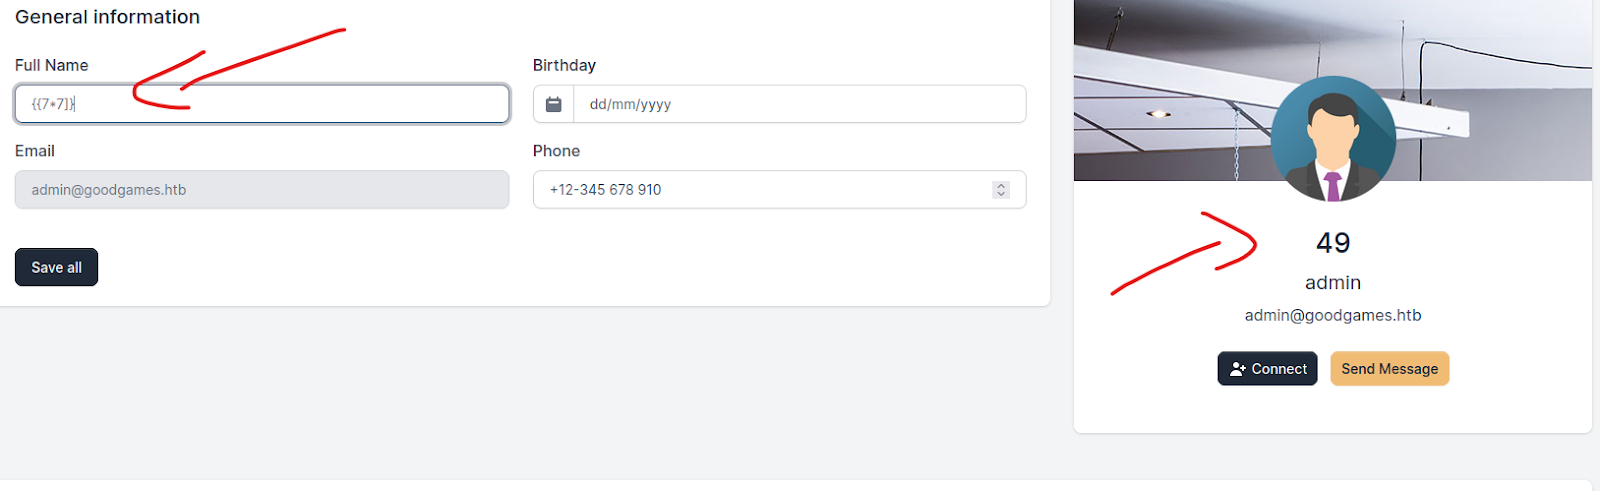 General information
Full Name
Birthday
{{7*7}}
dd/mm/yyyy
Email
Phone
admin@goodgames.htb
+12-345 678 910
Save all
49
admin
admin@goodgames.htb
Connect
Send Message